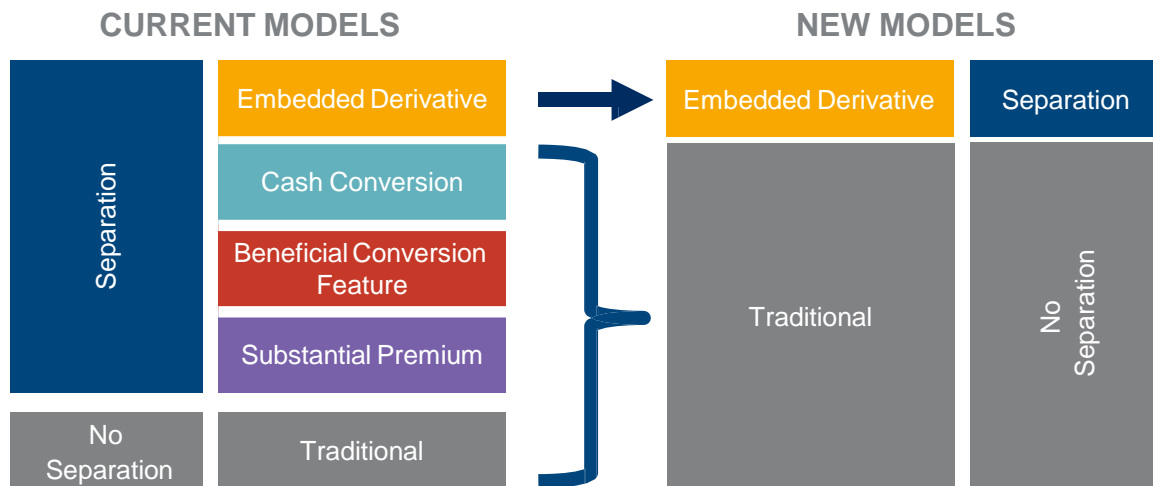 CURRENT MODELS
NEW MODELS
Separation
Embedded Derivative
Cash Conversion
Beneficial Conversion
Feature
Substantial Premium
No
Separation
Traditional
Embedded Derivative
Separation
Traditional
No
Separation